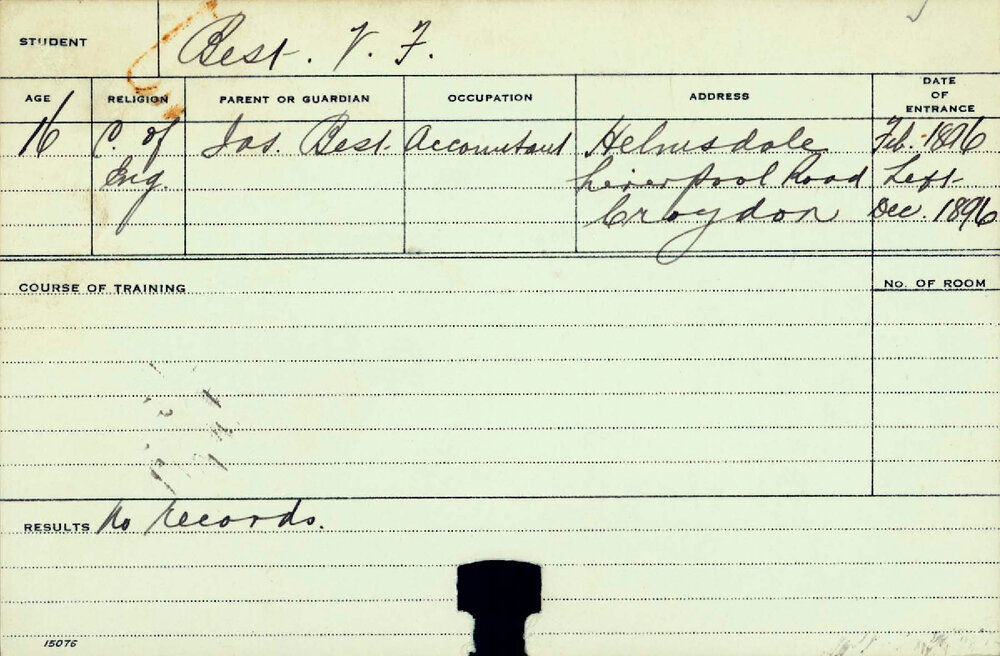 STUDENT Best. V. F.
AGE RELIGION PARENT OR GUARDIAN OCCUPATION ADDRESS DATE OF ENTRANCE
16 C. of Jas. Best Accountant Helmsdale Feb. 1896
Eng. Liverpool Road Left
Croydon Dec. 1896
COURSE OF TRAINING No. OF ROOM
RESULTS No records.
15076